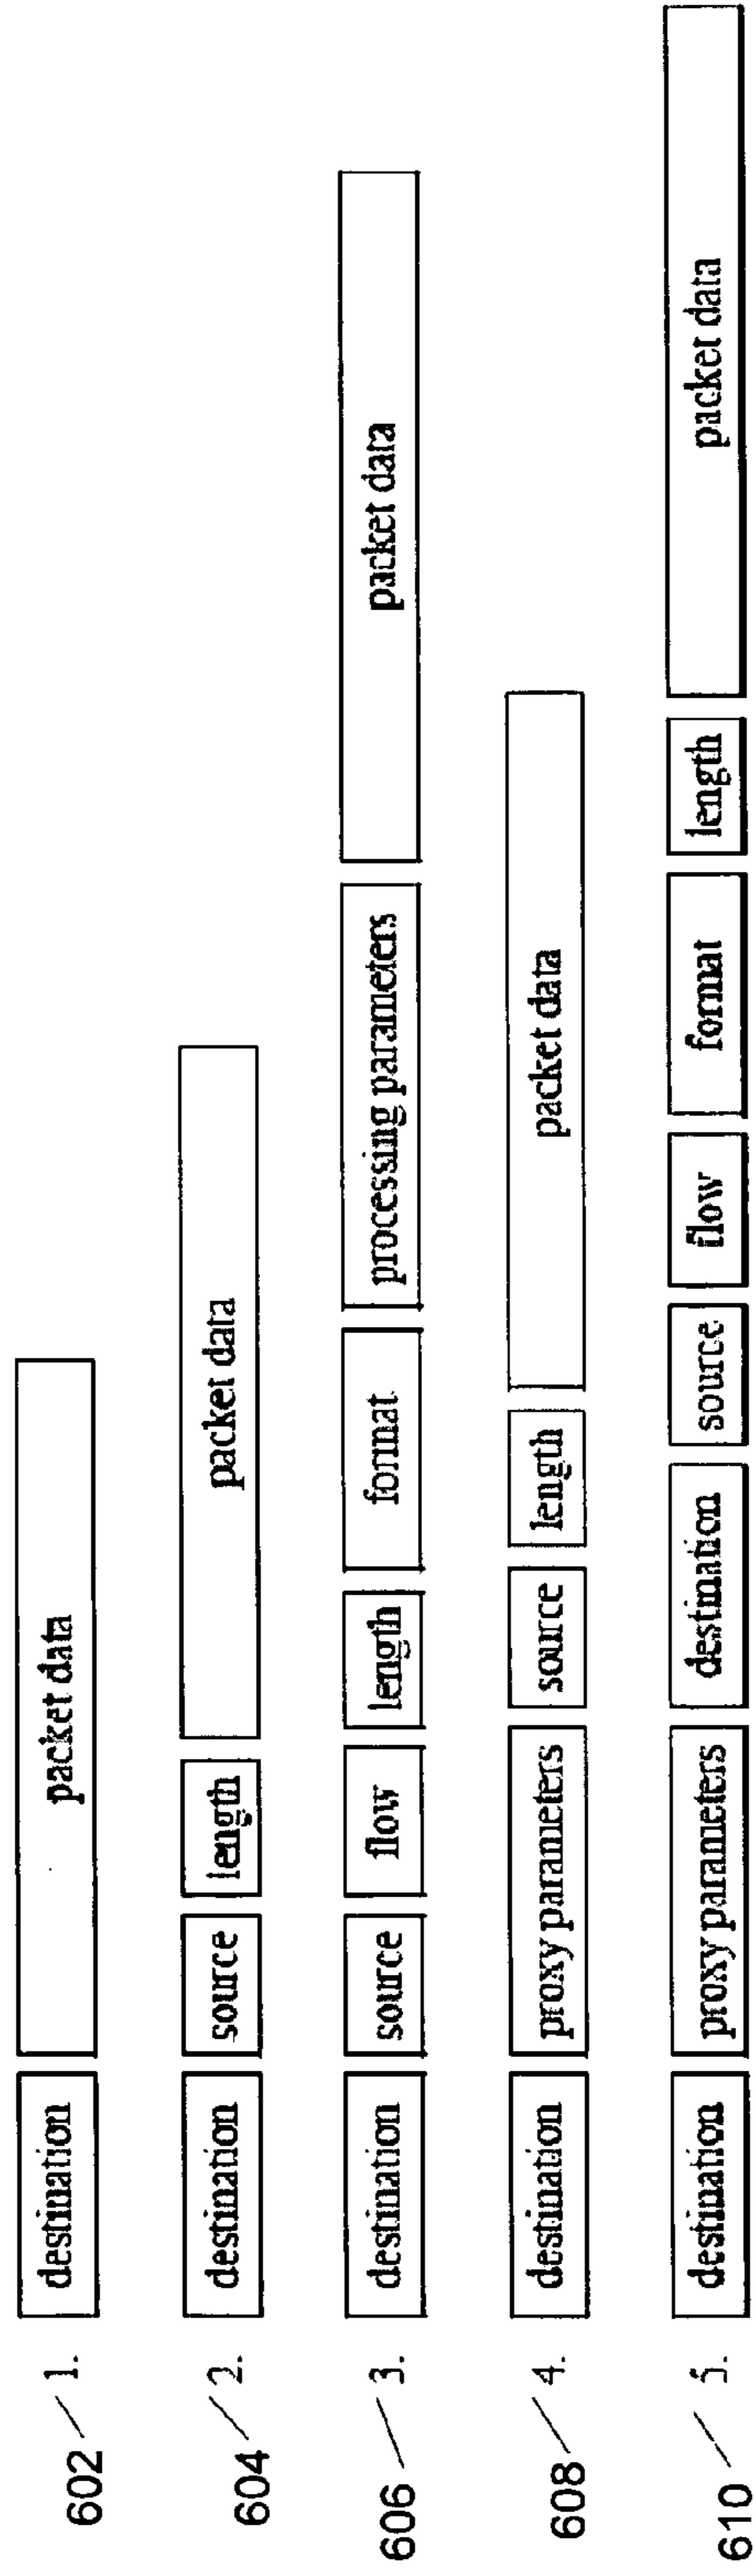 602 1. destination packet data
604 2. destination source length packet data
606 3. destination source flow length format processing parameters packet data
608 4. destination proxy parameters source length packet data
610 5. destination proxy parameters destination source flow format length packet data